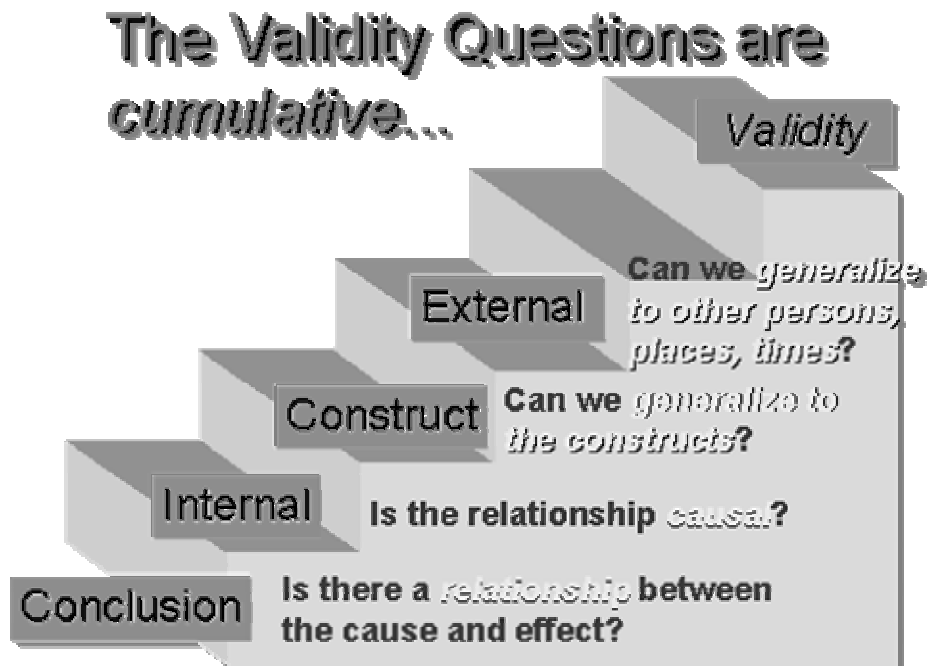 The Validity Questions are
cumulative...
Validity
External
Can we generalize
to other persons,
places, times?
Construct
Can we generalize to
the constructs?
Internal
Is the relationship causal?
Conclusion
Is there a relationship between
the cause and effect?